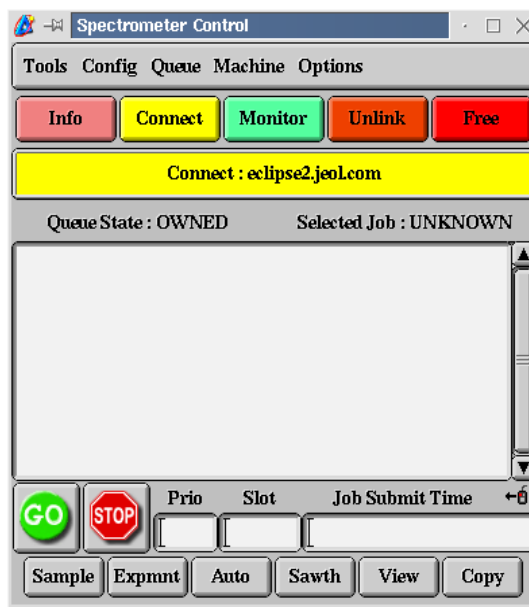 Spectrometer Control
Tools Config Queue Machine Options
Info Connect Monitor Unlink Free
Connect : eclipse2.jeol.com
Queue State : OWNED Selected Job : UNKNOWN
GO STOP Prio Slot Job Submit Time
Sample Expmnt Auto Sawth View Copy